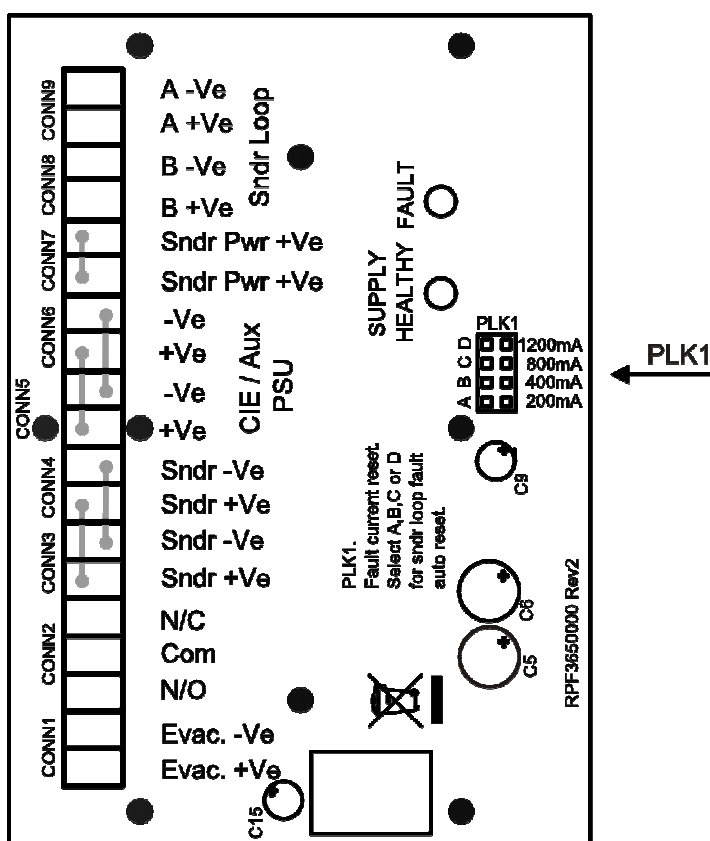 CONN9
A -Ve
A +Ve
CONN8
B -Ve
B +Ve
Sndr Loop
CONN7
Sndr Pwr +Ve
Sndr Pwr +Ve
CONN6
-Ve
+Ve
CONN5
-Ve
+Ve
CIE / Aux
PSU
CONN4
Sndr -Ve
Sndr +Ve
CONN3
Sndr -Ve
Sndr +Ve
CONN2
N/C
Com
N/O
CONN1
Evac. -Ve
Evac. +Ve
FAULT
SUPPLY
HEALTHY
PLK1
D 1200mA
C 800mA
B 400mA
A 200mA
PLK1
C9
PLK1.
Fault current reset.
Select A,B,C or D
for sndr loop fault
auto reset.
C6
C5
RPF3650000 Rev2
C15